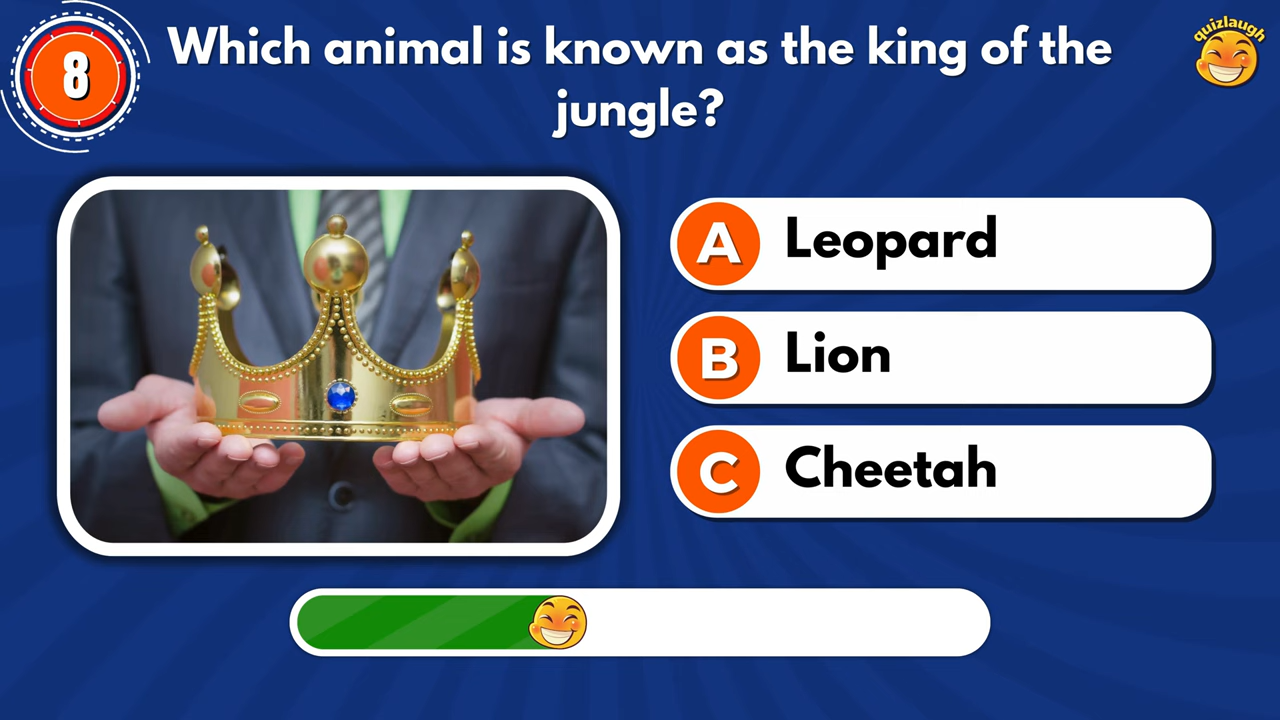 8
Which animal is known as the king of the
jungle?
quizlaugh
A Leopard
B Lion
C Cheetah